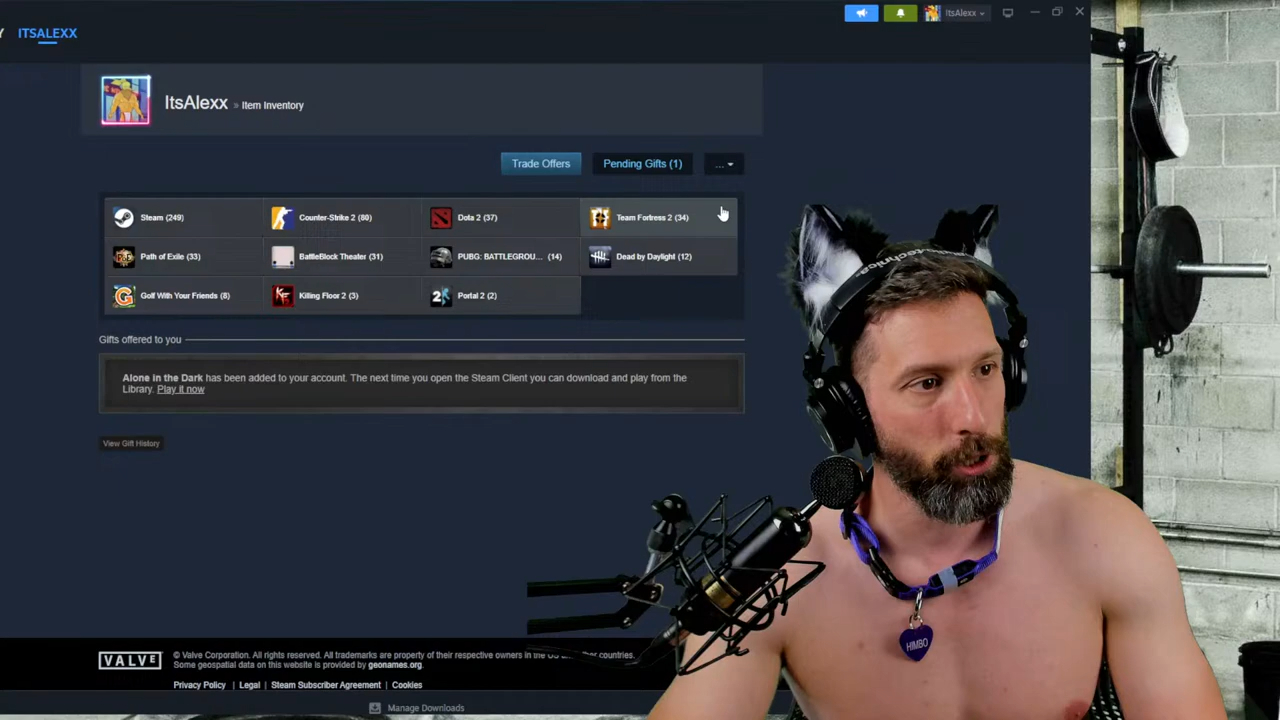 Y ITSALEXX
ItsAlexx
ItsAlexx » Item Inventory
Trade Offers Pending Gifts (1) ...
Steam (249) Counter-Strike 2 (80) Dota 2 (37) Team Fortress 2 (34)
Path of Exile (33) BattleBlock Theater (31) PUBG: BATTLEGROU... (14) Dead by Daylight (12)
Golf With Your Friends (8) Killing Floor 2 (3) Portal 2 (2)
Gifts offered to you
Alone in the Dark has been added to your account. The next time you open the Steam Client you can download and play from the
Library. Play it now
View Gift History
VALVE
© Valve Corporation. All rights reserved. All trademarks are property of their respective owners in the US countries.
Some geospatial data on this website is provided by geonames.org.
Privacy Policy | Legal | Steam Subscriber Agreement | Cookies
Manage Downloads
audio-technica
HIMBO